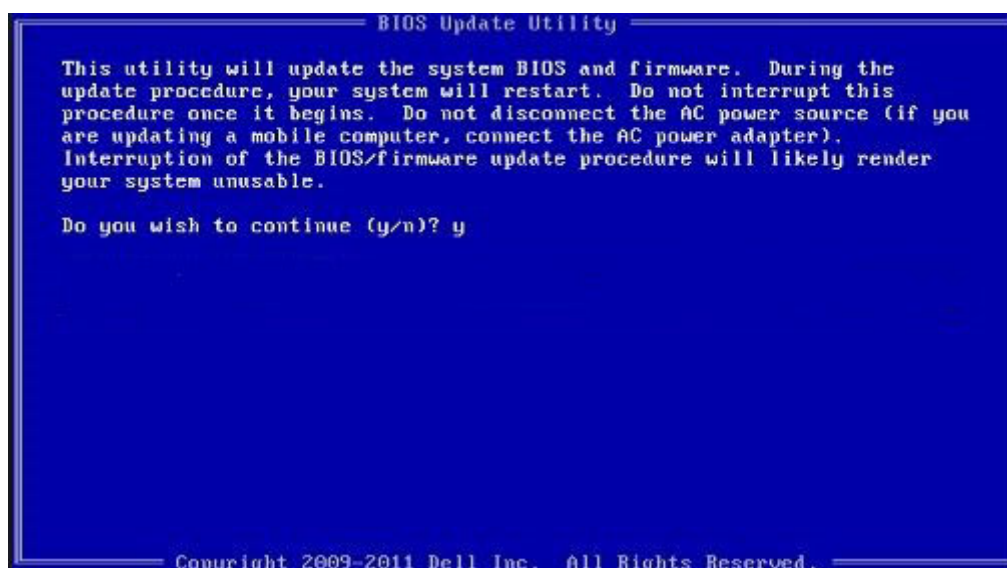 BIOS Update Utility
This utility will update the system BIOS and firmware. During the
update procedure, your system will restart. Do not interrupt this
procedure once it begins. Do not disconnect the AC power source (if you
are updating a mobile computer, connect the AC power adapter).
Interruption of the BIOS/firmware update procedure will likely render
your system unusable.
Do you wish to continue (y/n)? y
Copyright 2009-2011 Dell Inc. All Rights Reserved.